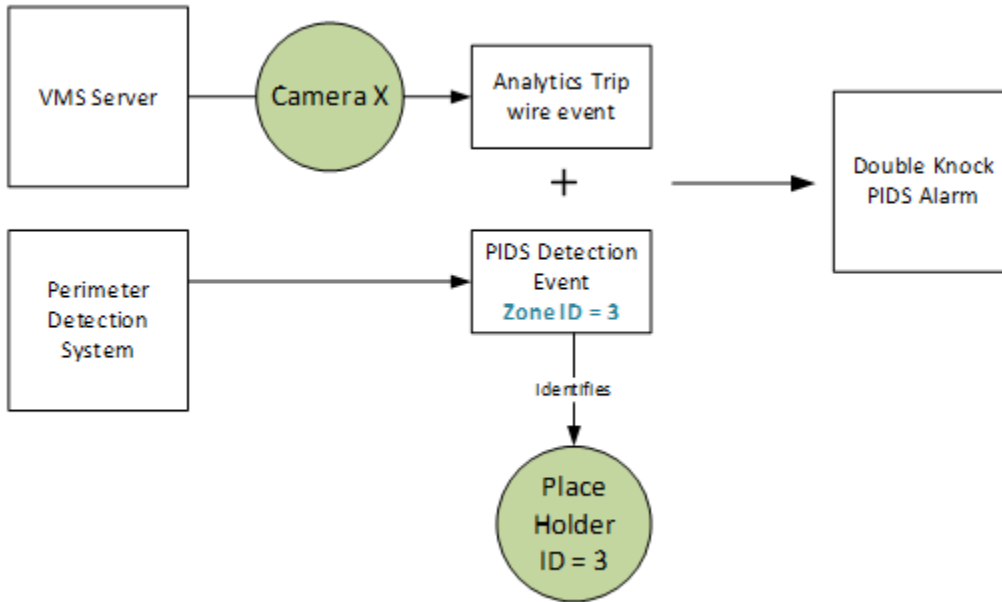 VMS Server
Camera X
Analytics Trip
wire event
+
Double Knock
PIDS Alarm
Perimeter
Detection
System
PIDS Detection
Event
Zone ID = 3
Identifies
Place
Holder
ID = 3